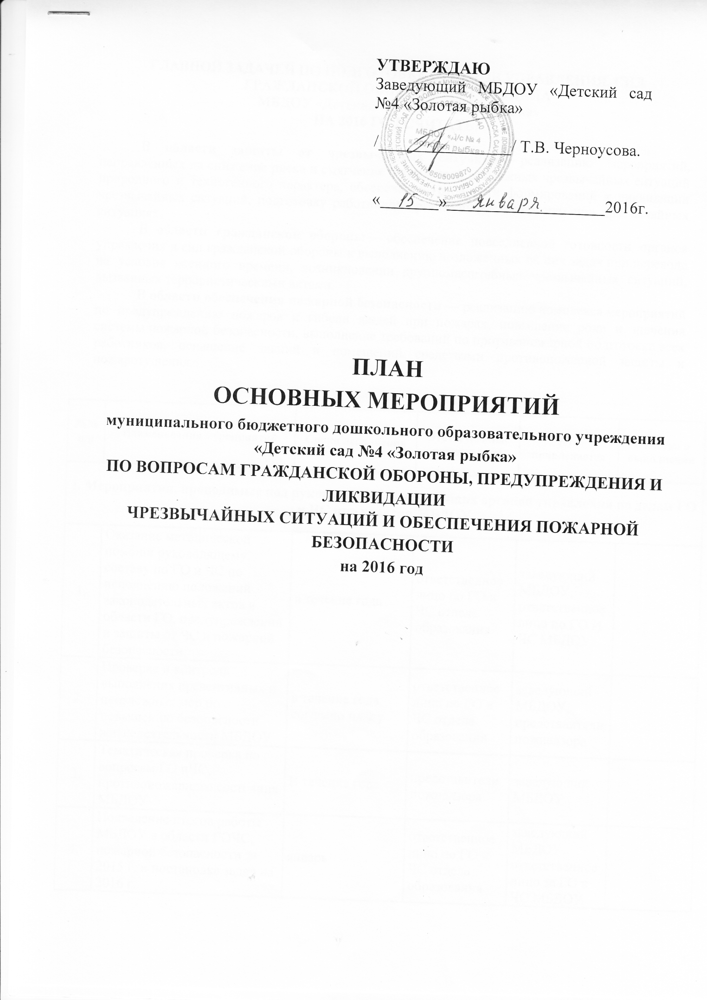 УТВЕРЖДАЮ
Заведующий МБДОУ «Детский сад
№4 «Золотая рыбка»
/ / Т.В. Черноусова.
МБДОУ «Д/с № 4
«Золотая рыбка»
ИНН 6505009870
« 15 » января 2016г.
ПЛАН
ОСНОВНЫХ МЕРОПРИЯТИЙ
муниципального бюджетного дошкольного образовательного учреждения
«Детский сад №4 «Золотая рыбка»
ПО ВОПРОСАМ ГРАЖДАНСКОЙ ОБОРОНЫ, ПРЕДУПРЕЖДЕНИЯ И
ЛИКВИДАЦИИ
ЧРЕЗВЫЧАЙНЫХ СИТУАЦИЙ И ОБЕСПЕЧЕНИЯ ПОЖАРНОЙ
БЕЗОПАСНОСТИ
на 2016 год